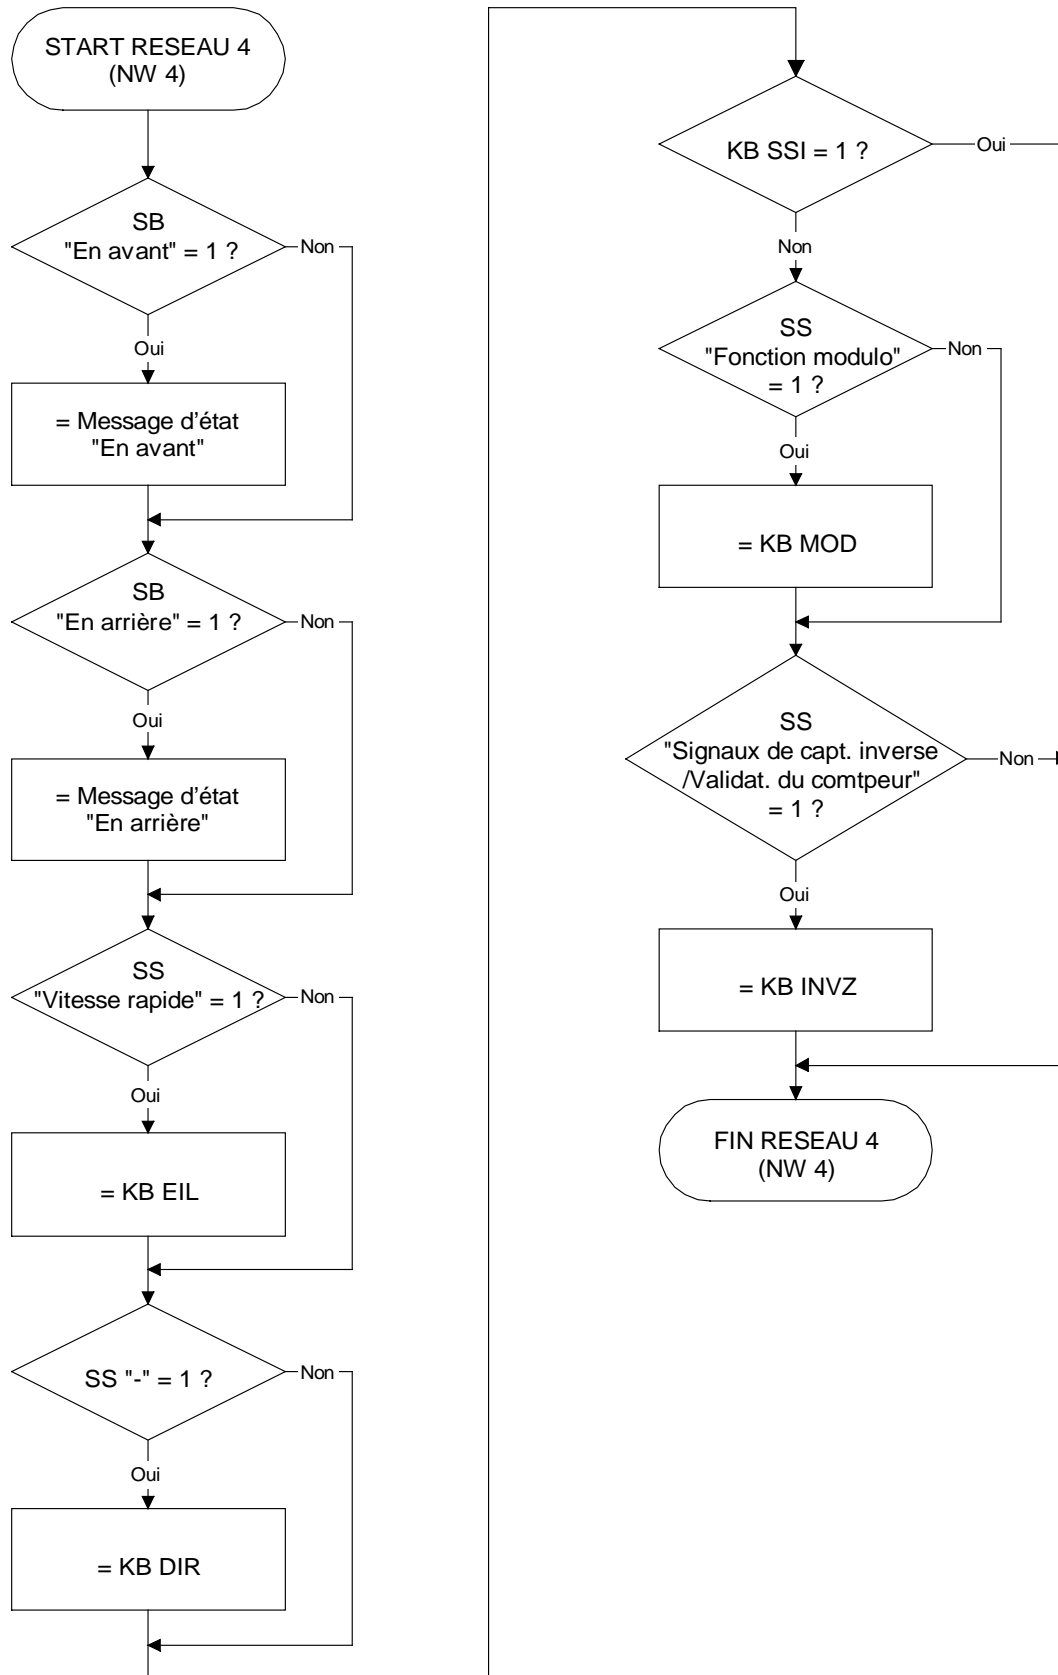 START RESEAU 4
(NW 4)
SB
"En avant" = 1 ?
Non
Oui
= Message d'état
"En avant"
SB
"En arrière" = 1 ?
Non
Oui
= Message d'état
"En arrière"
SS
"Vitesse rapide" = 1 ?
Non
Oui
= KB EIL
SS "-" = 1 ?
Non
Oui
= KB DIR
KB SSI = 1 ?
Oui
Non
SS
"Fonction modulo"
= 1 ?
Non
Oui
= KB MOD
SS
"Signaux de capt. inverse
/Validat. du comtpeur"
= 1 ?
Non
Oui
= KB INVZ
FIN RESEAU 4
(NW 4)